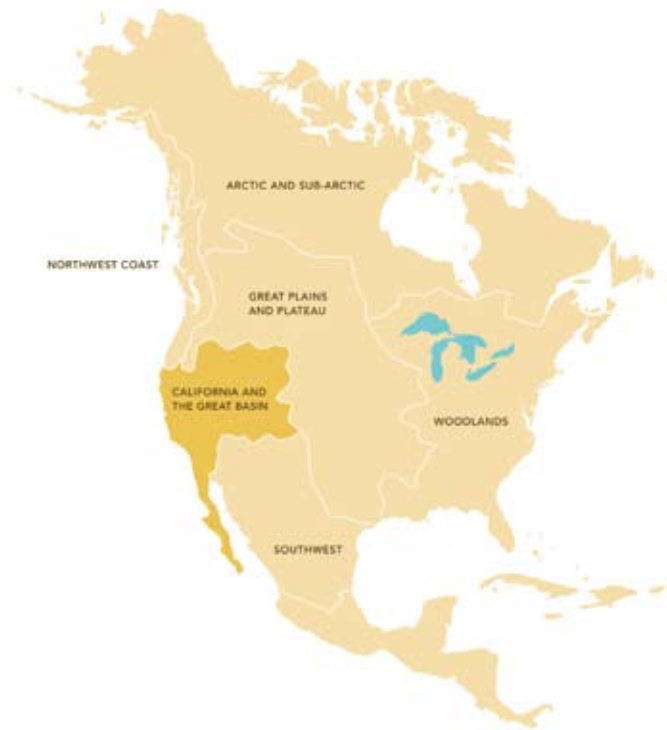 ARCTIC AND SUB-ARCTIC
NORTHWEST COAST
GREAT PLAINS
AND PLATEAU
CALIFORNIA AND
THE GREAT BASIN
WOODLANDS
SOUTHWEST